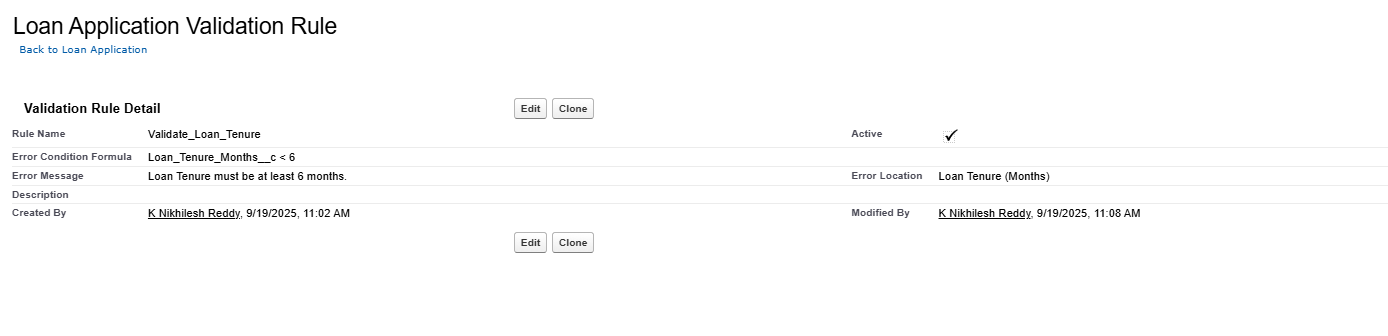 Loan Application Validation Rule
Back to Loan Application
Validation Rule Detail Edit Clone
Rule Name Validate_Loan_Tenure Active
Error Condition Formula Loan_Tenure_Months__c < 6
Error Message Loan Tenure must be at least 6 months. Error Location Loan Tenure (Months)
Description
Created By K Nikhilesh Reddy, 9/19/2025, 11:02 AM Modified By K Nikhilesh Reddy, 9/19/2025, 11:08 AM
Edit Clone